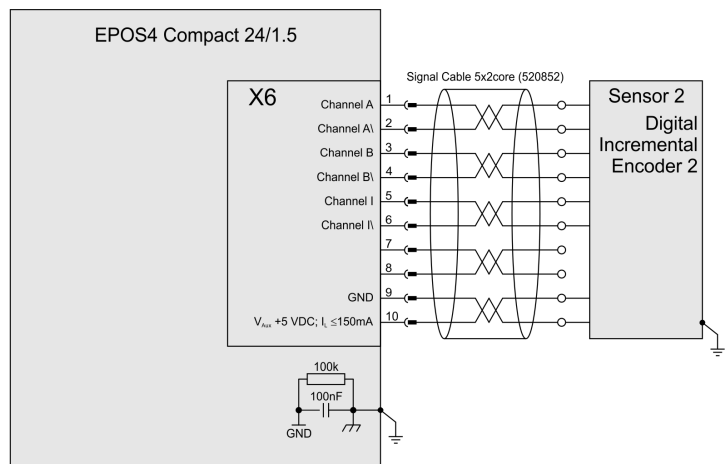 EPOS4 Compact 24/1.5
Signal Cable 5x2core (520852)
X6
Channel A 1
Channel A\ 2
Channel B 3
Channel B\ 4
Channel I 5
Channel I\ 6
7
8
GND 9
VAux +5 VDC; IL ≤150mA 10
Sensor 2
Digital
Incremental
Encoder 2
100k
100nF
GND